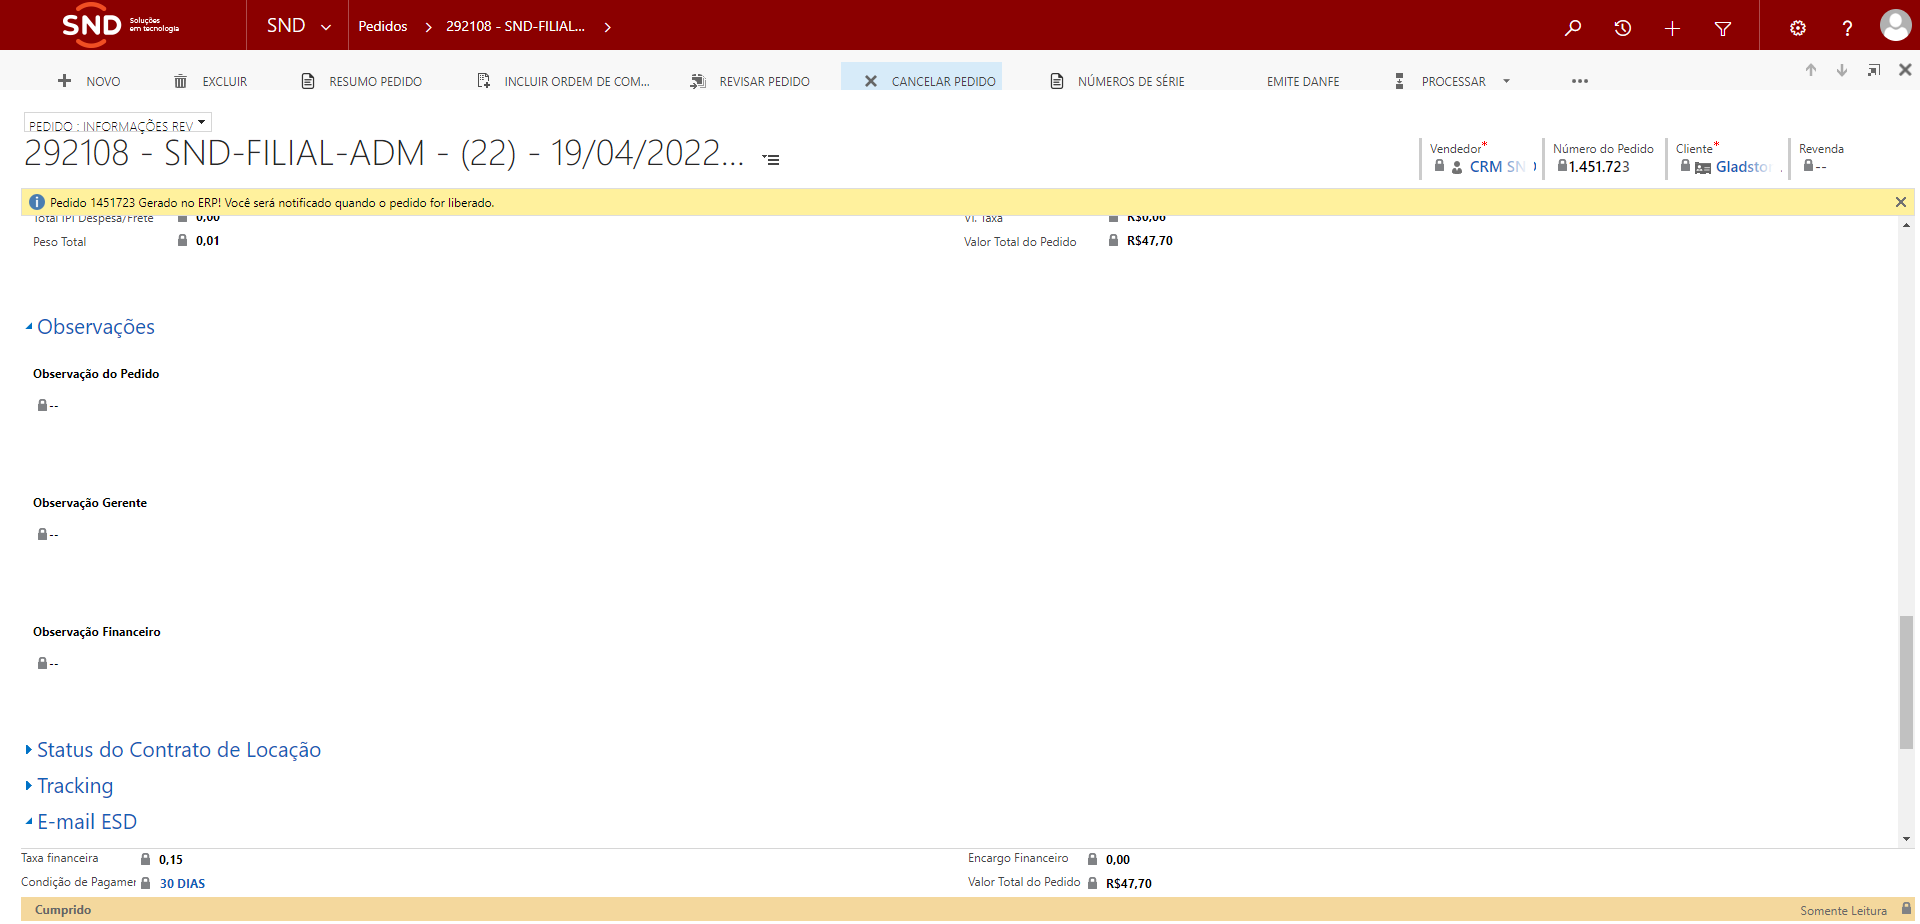 SND Soluções em tecnologia
SND
Pedidos
292108 - SND-FILIAL...
NOVO
EXCLUIR
RESUMO PEDIDO
INCLUIR ORDEM DE COM...
REVISAR PEDIDO
CANCELAR PEDIDO
NÚMEROS DE SÉRIE
EMITE DANFE
PROCESSAR
...
PEDIDO : INFORMAÇÕES REV
292108 - SND-FILIAL-ADM - (22) - 19/04/2022...
Vendedor*
CRM SN
Número do Pedido
1.451.723
Cliente*
Gladsto
Revenda
--
Pedido 1451723 Gerado no ERP! Você será notificado quando o pedido for liberado.
Total IPI Despesa/Frete 0,00
Vl. Taxa R$0,06
Peso Total 0,01
Valor Total do Pedido R$47,70
Observações
Observação do Pedido
--
Observação Gerente
--
Observação Financeiro
--
Status do Contrato de Locação
Tracking
E-mail ESD
Taxa financeira 0,15
Encargo Financeiro 0,00
Condição de Pagamer 30 DIAS
Valor Total do Pedido R$47,70
Cumprido
Somente Leitura